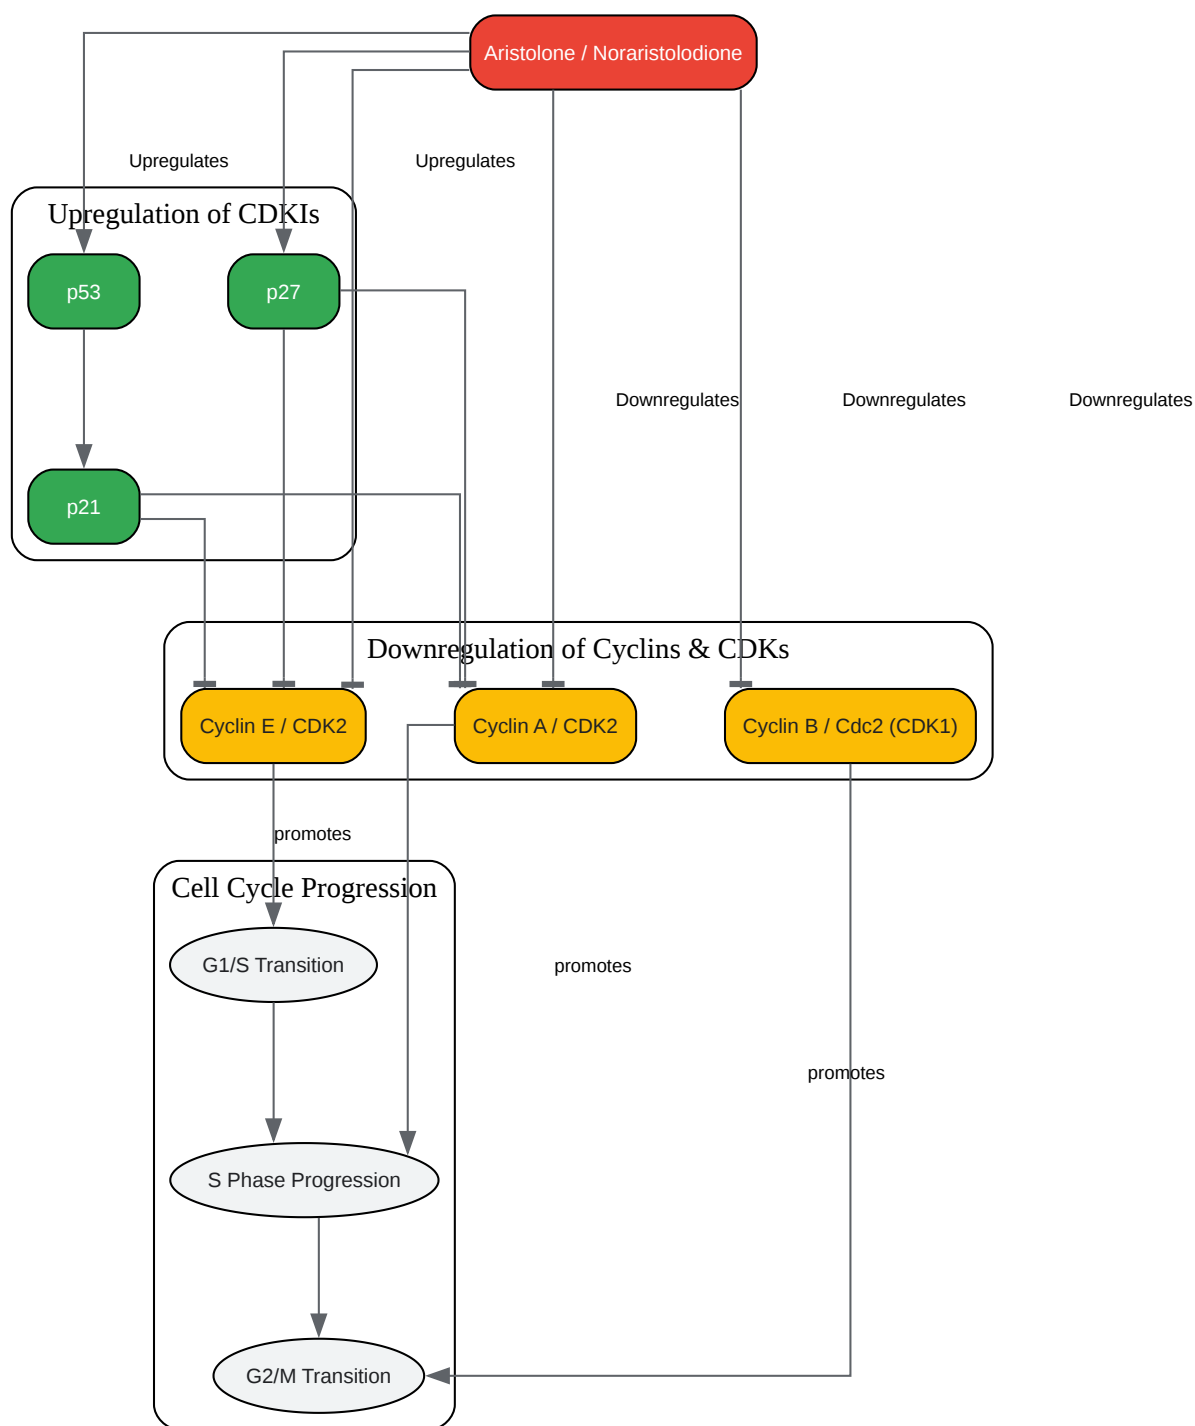 Aristolone / Noraristolodione
Upregulates
Upregulates
Upregulation of CDKIs
p53
p27
Downregulates
Downregulates
Downregulates
p21
Downregulation of Cyclins & CDKs
Cyclin E / CDK2
Cyclin A / CDK2
Cyclin B / Cdc2 (CDK1)
promotes
Cell Cycle Progression
G1/S Transition
promotes
promotes
S Phase Progression
G2/M Transition